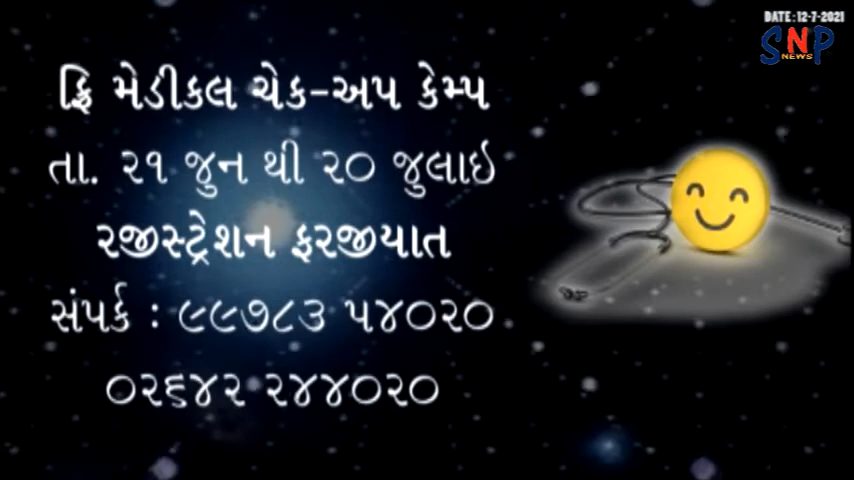 DATE : 12-7-2021
SNP
NEWS
ફ્રિ મેડીકલ ચેક-અપ કેમ્પ
તા. ૨૧ જુન થી ૨૦ જુલાઇ
રજીસ્ટ્રેશન ફરજીયાત
સંપર્ક : ૯૯૭૮૩ ૫૪૦૨૦
૦૨૬૪૨ ૨૪૪૦૨૦